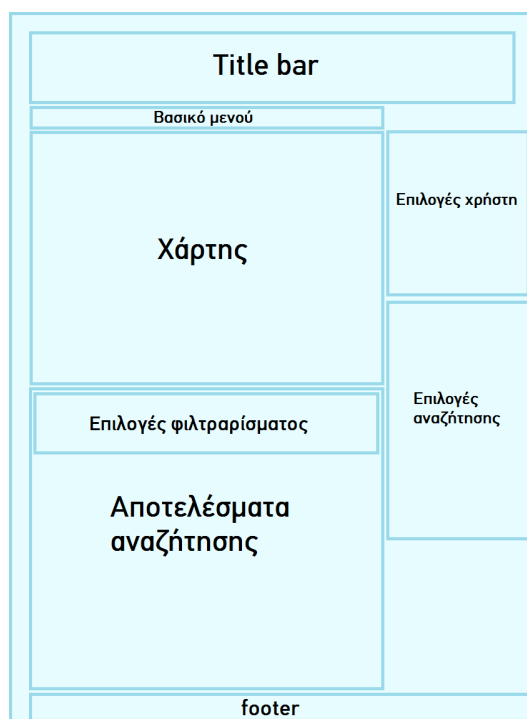 Title bar
Βασικό μενού
Χάρτης
Επιλογές χρήστη
Επιλογές
αναζήτησης
Επιλογές φιλτραρίσματος
Αποτελέσματα
αναζήτησης
footer